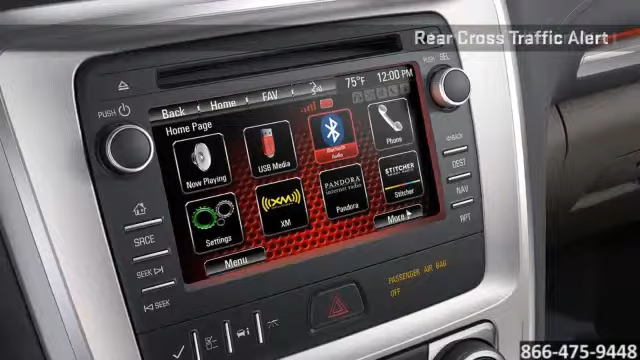 Rear Cross Traffic Alert
PUSH
SEL
75°F 12:00 PM
Back
Home
FAV
Home Page
Now Playing
USB Media
Bluetooth
Audio
Phone
Settings
XM
XM
PANDORA
internet radio
Pandora
STITCHER
Stitcher
Menu
More
PUSH
SRCE
SEEK
SEEK
BACK
DEST
NAV
RPT
PASSENGER AIR BAG
OFF
866-475-9448